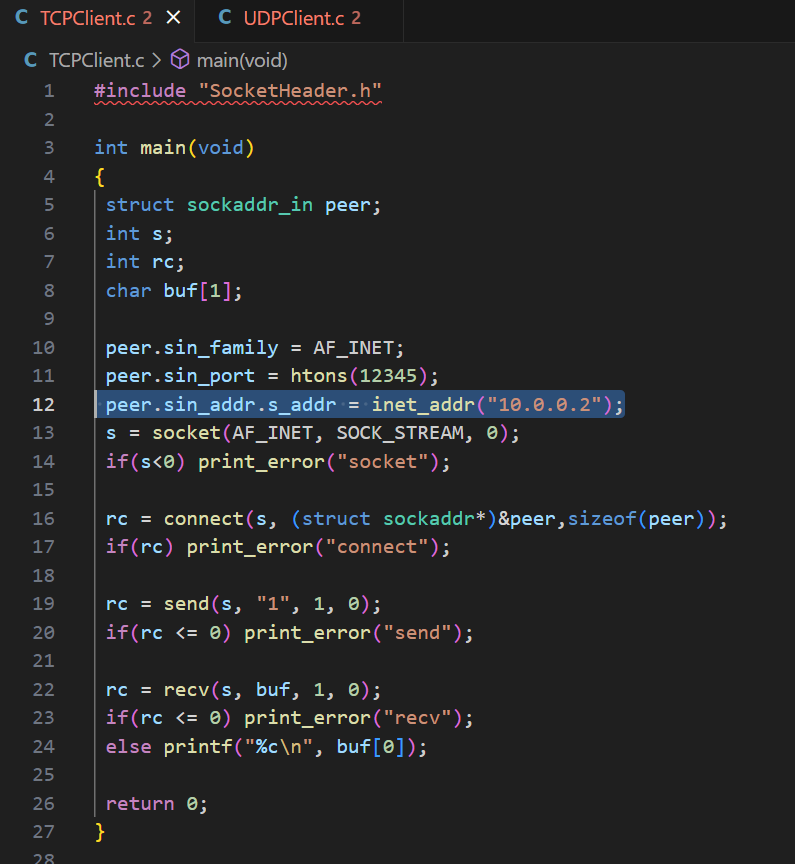 C TCPClient.c 2 × C UDPClient.c 2
C TCPClient.c > main(void)
1 #include "SocketHeader.h"
2
3 int main(void)
4 {
5 struct sockaddr_in peer;
6 int s;
7 int rc;
8 char buf[1];
9
10 peer.sin_family = AF_INET;
11 peer.sin_port = htons(12345);
12 peer.sin_addr.s_addr = inet_addr("10.0.0.2");
13 s = socket(AF_INET, SOCK_STREAM, 0);
14 if(s<0) print_error("socket");
15
16 rc = connect(s, (struct sockaddr*)&peer,sizeof(peer));
17 if(rc) print_error("connect");
18
19 rc = send(s, "1", 1, 0);
20 if(rc <= 0) print_error("send");
21
22 rc = recv(s, buf, 1, 0);
23 if(rc <= 0) print_error("recv");
24 else printf("%c\n", buf[0]);
25
26 return 0;
27 }
28